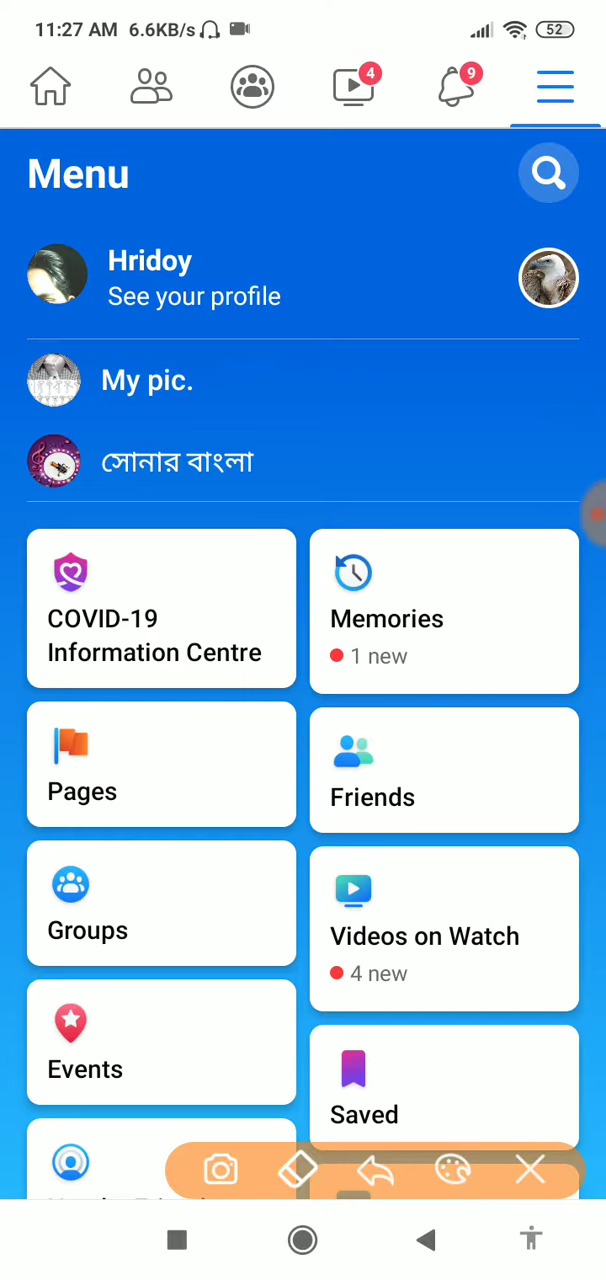 11:27 AM 6.6KB/s 52
4 9
Menu
Hridoy
See your profile
My pic.
সোনার বাংলা
COVID-19
Information Centre
Memories
1 new
Pages
Friends
Groups
Videos on Watch
4 new
Events
Saved